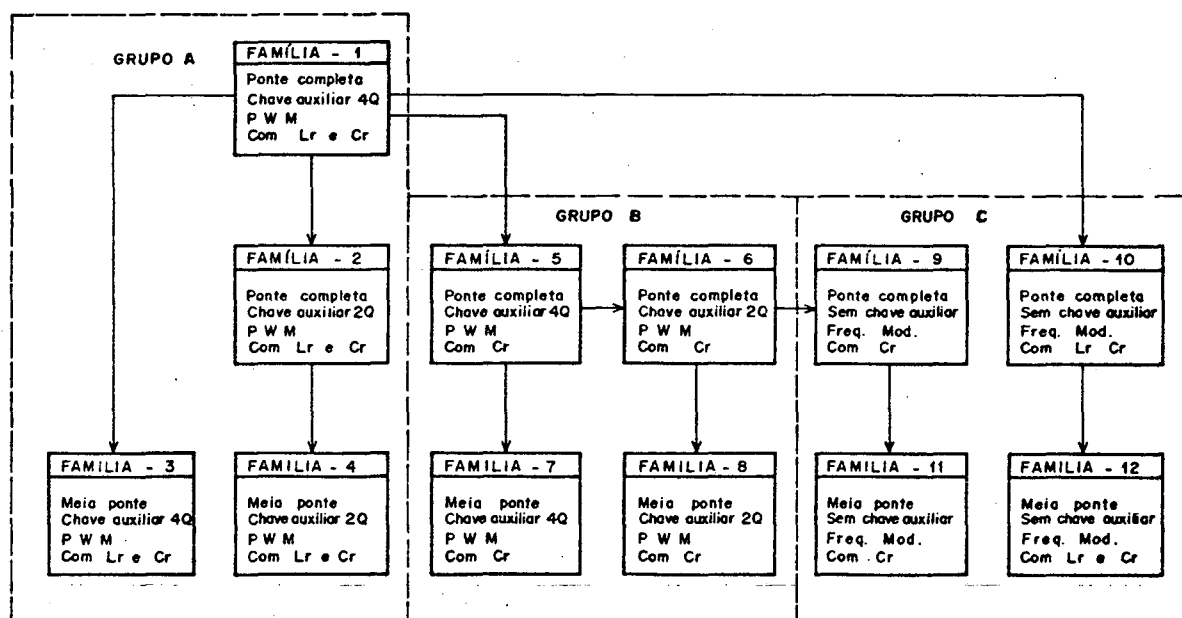 GRUPO A
FAMÍLIA - 1
Ponte completa
Chave auxiliar 4Q
P W M
Com Lr e Cr
GRUPO B
GRUPO C
FAMÍLIA - 2
Ponte completa
Chave auxiliar 2Q
P W M
Com Lr e Cr
FAMÍLIA - 5
Ponte completa
Chave auxiliar 4Q
P W M
Com Cr
FAMÍLIA - 6
Ponte completa
Chave auxiliar 2Q
P W M
Com Cr
FAMÍLIA - 9
Ponte completa
Sem chave auxiliar
Freq. Mod.
Com Cr
FAMÍLIA - 10
Ponte completa
Sem chave auxiliar
Freq. Mod.
Com Lr Cr
FAMILIA - 3
Meia ponte
Chave auxiliar 4Q
P W M
Com Lr e Cr
FAMILIA - 4
Meia ponte
Chave auxiliar 2Q
P W M
Com Lr e Cr
FAMILIA - 7
Meia ponte
Chave auxiliar 4Q
P W M
Com Cr
FAMILIA - 8
Meia ponte
Chave auxiliar 2Q
P W M
Com Cr
FAMILIA - 11
Meia ponte
Sem chave auxiliar
Freq. Mod.
Com Cr
FAMILIA - 12
Meia ponte
Sem chave auxiliar
Freq. Mod.
Com Lr e Cr